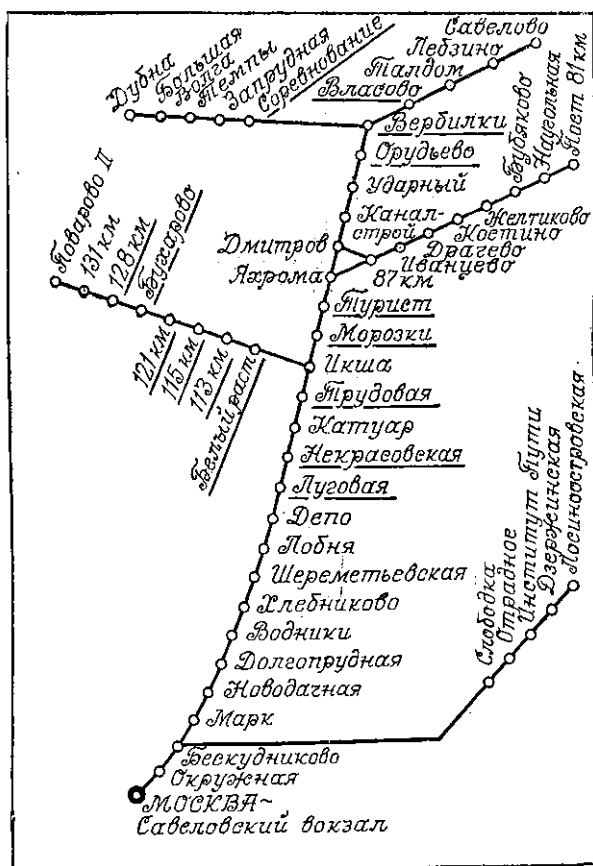 Савелово
Лебзино
Талдом
Власово
Вербилки
Дубна
Большая
Волга
Темпы
Запрудная
Соревнование
Орудьево
Ударный
Канал-
строй
Дмитров
Яхрома
Пост 81 км
Наугольная
Бубяково
Желтиково
Костино
Драчево
Иванцево
87 км
Поварово II
131 км
128 км
Бухарово
121 км
115 км
113 км
Белый раст
Турист
Морозки
Икша
Трудовая
Катуар
Некрасовская
Луговая
Депо
Лобня
Шереметьевская
Хлебниково
Водники
Долгопрудная
Новодачная
Марк
Слободка
Отрадное
Институт Пути
Дзержинская
Лосиноостровская
Бескудниково
Окружная
МОСКВА~
Савеловский вокзал